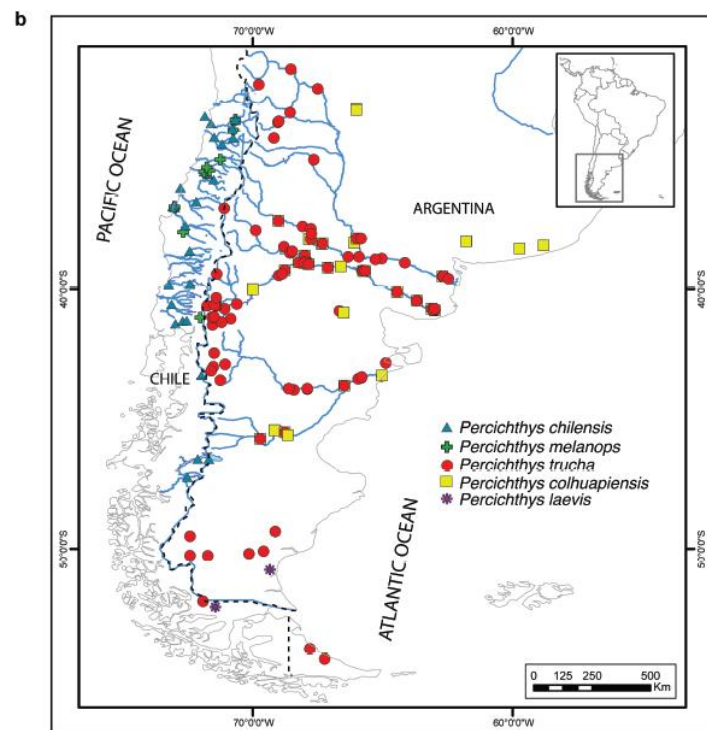 b
70°0'0"W
60°0'0"W
PACIFIC OCEAN
ARGENTINA
40°0'0"S
40°0'0"S
CHILE
Percichthys chilensis
Percichthys melanops
Percichthys trucha
Percichthys colhuapiensis
Percichthys laevis
50°0'0"S
50°0'0"S
ATLANTIC OCEAN
0 125 250 500
Km
70°0'0"W
60°0'0"W